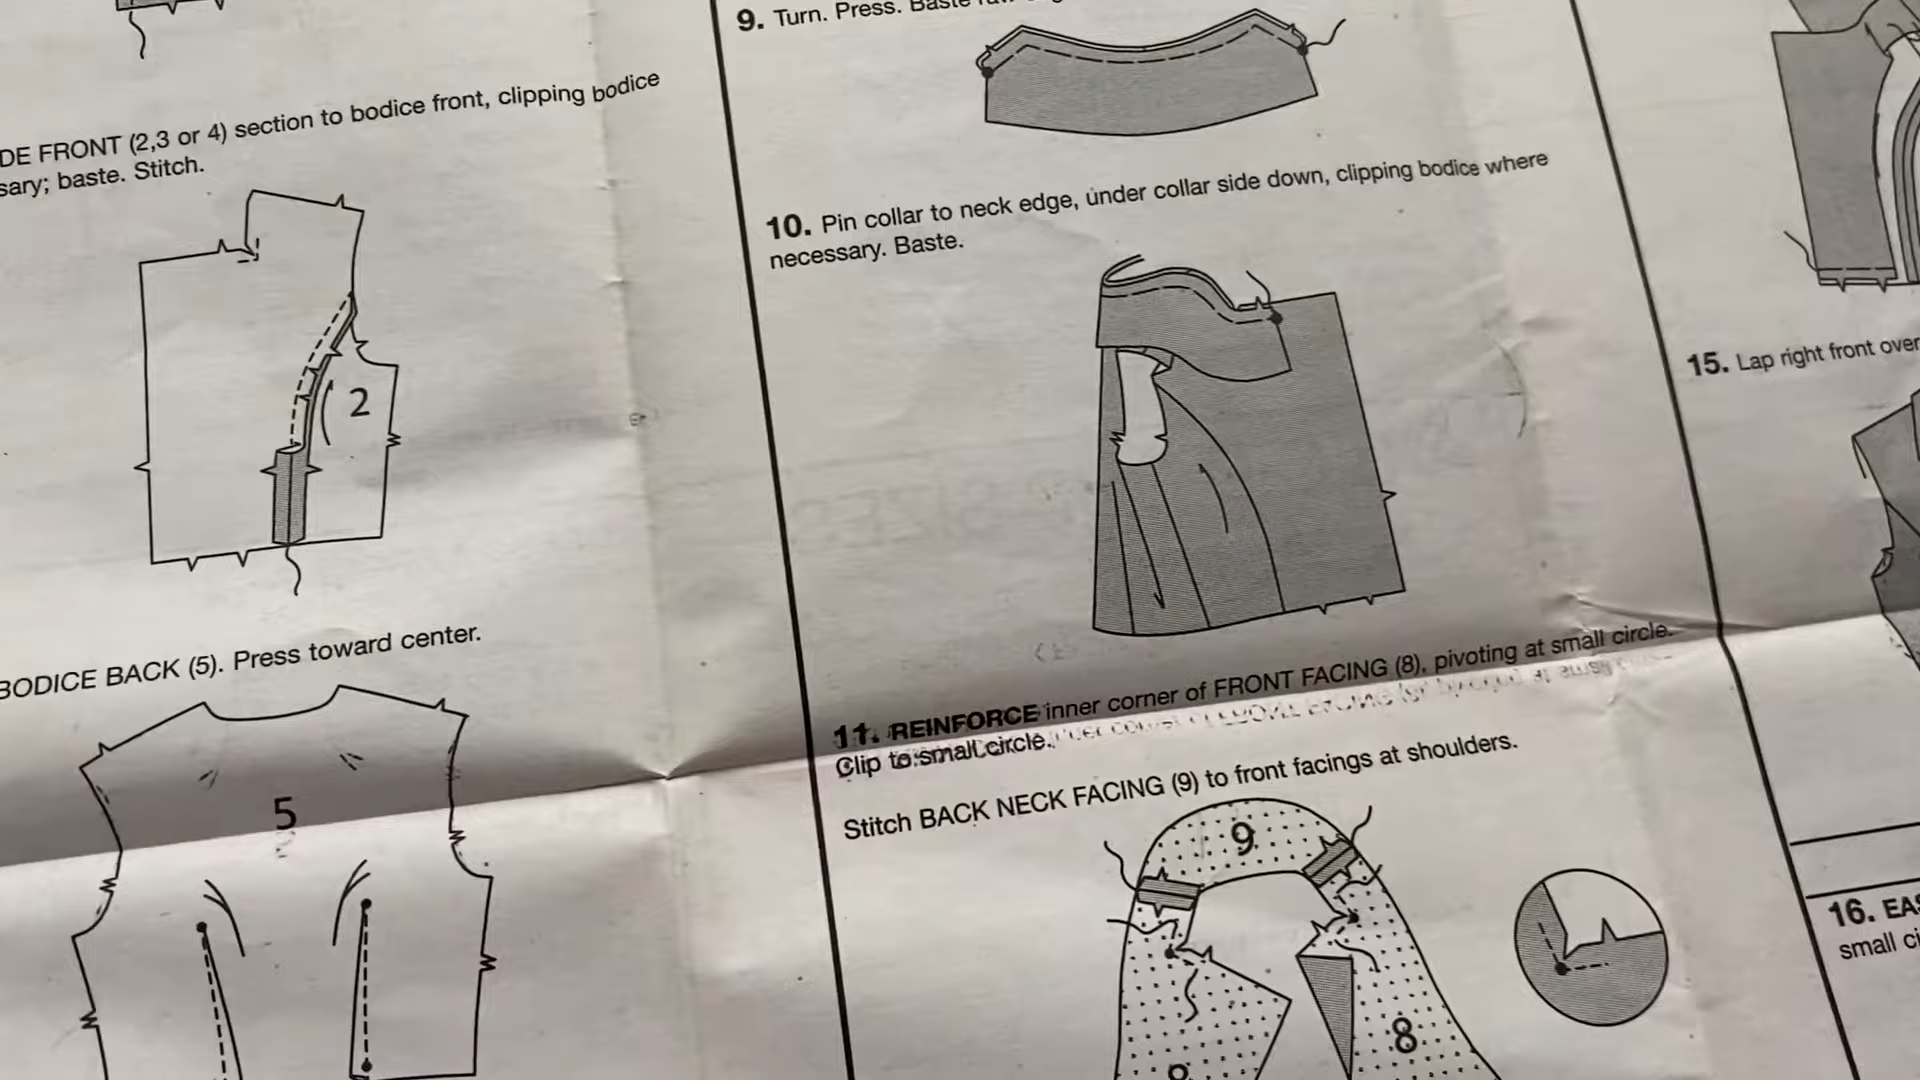 DE FRONT (2,3 or 4) section to bodice front, clipping bodice
sary; baste. Stitch.
2
BODICE BACK (5). Press toward center.
5
9. Turn. Press. Baste
10. Pin collar to neck edge, under collar side down, clipping bodice where
necessary. Baste.
11. REINFORCE inner corner of FRONT FACING (8), pivoting at small circle.
Clip to small circle.
Stitch BACK NECK FACING (9) to front facings at shoulders.
9
8
15. Lap right front over
16. EAS
small ci